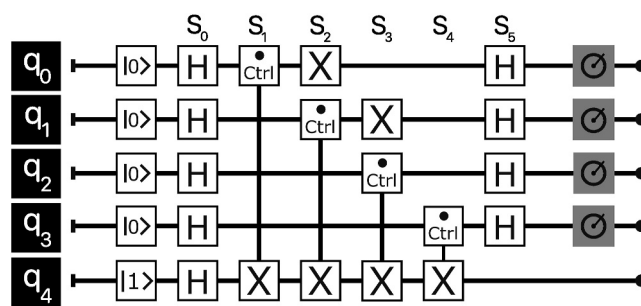 S₀ S₁ S₂ S₃ S₄ S₅
q₀ |0> H Ctrl X H
q₁ |0> H Ctrl X H
q₂ |0> H Ctrl H
q₃ |0> H Ctrl H
q₄ |1> H X X X X